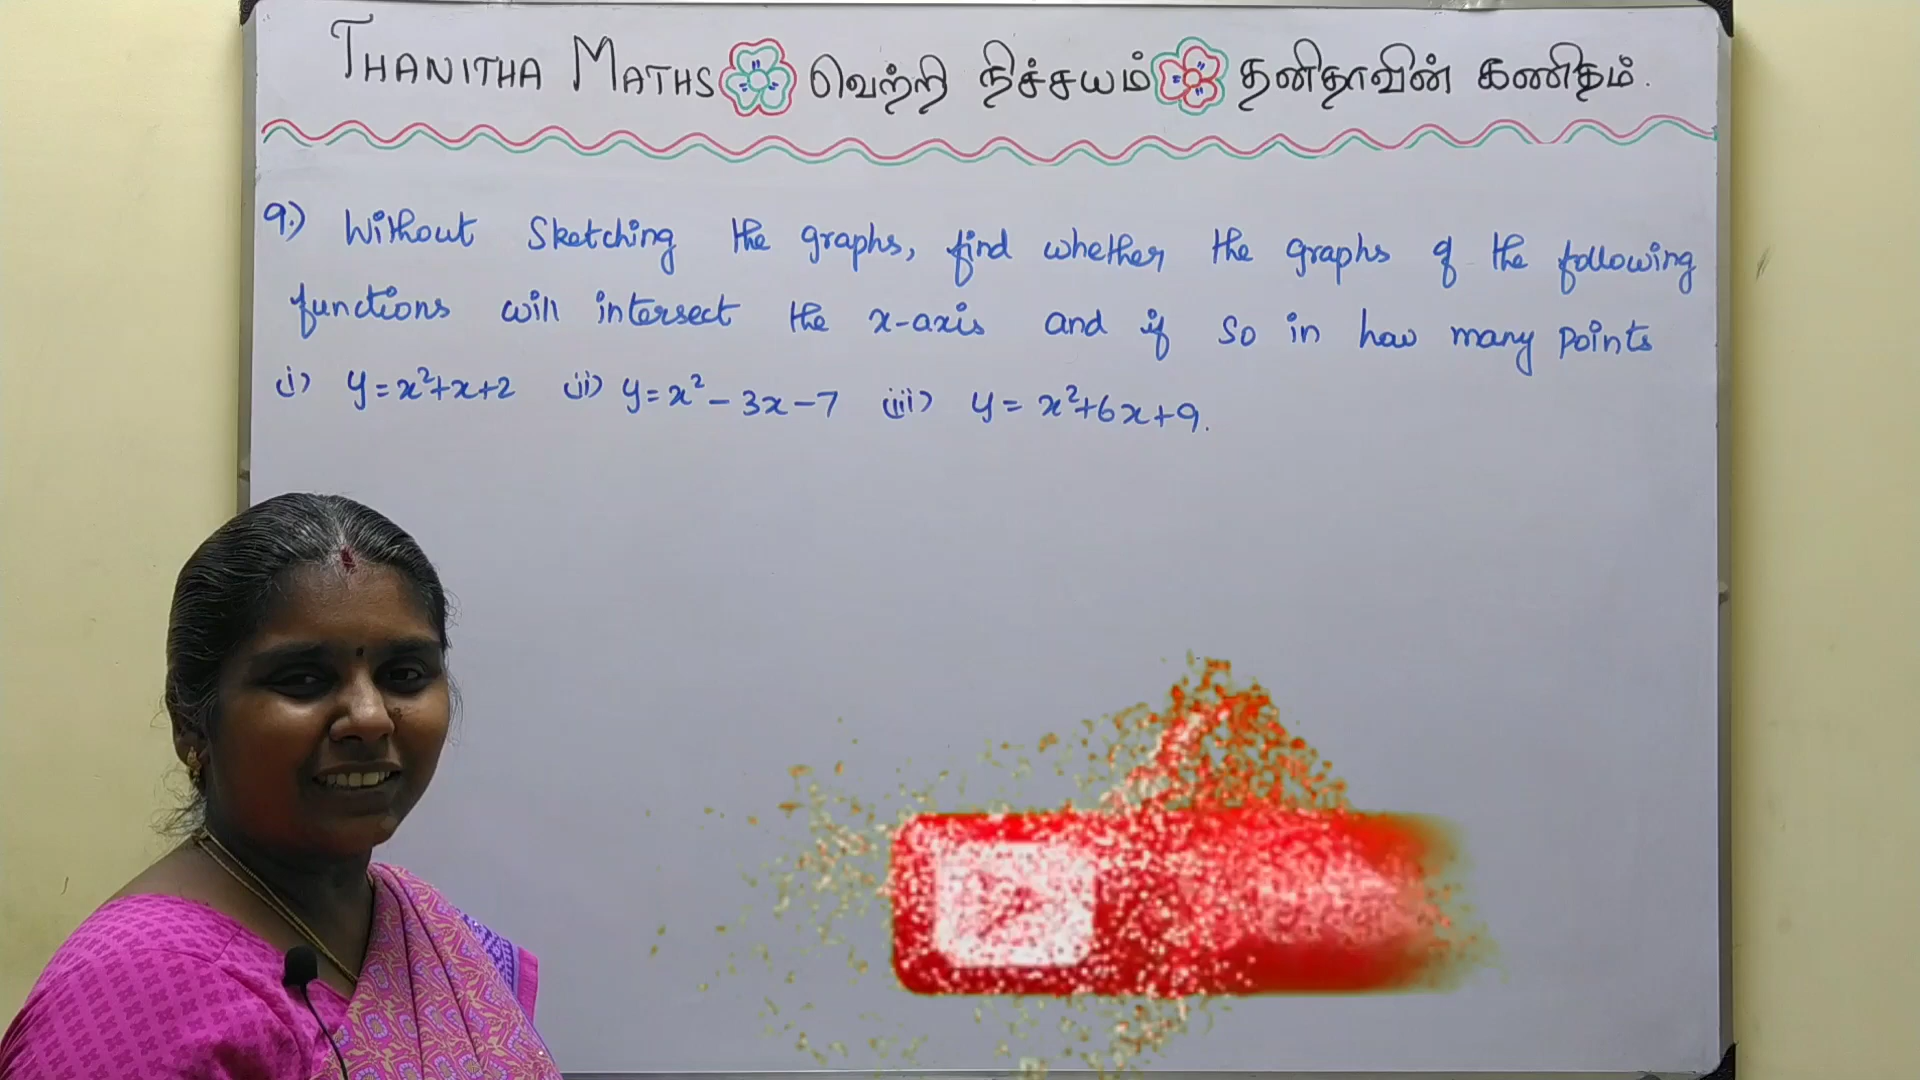 THANITHA MATHS வெற்றி நிச்சயம் தனிதாவின் கணிதம்.
9.) Without Sketching the graphs, find whether the graphs of the following
functions will intersect the x-axis and if so in how many points
(i) y = x²+x+2 (ii) y = x² - 3x - 7 (iii) y = x²+6x+9.